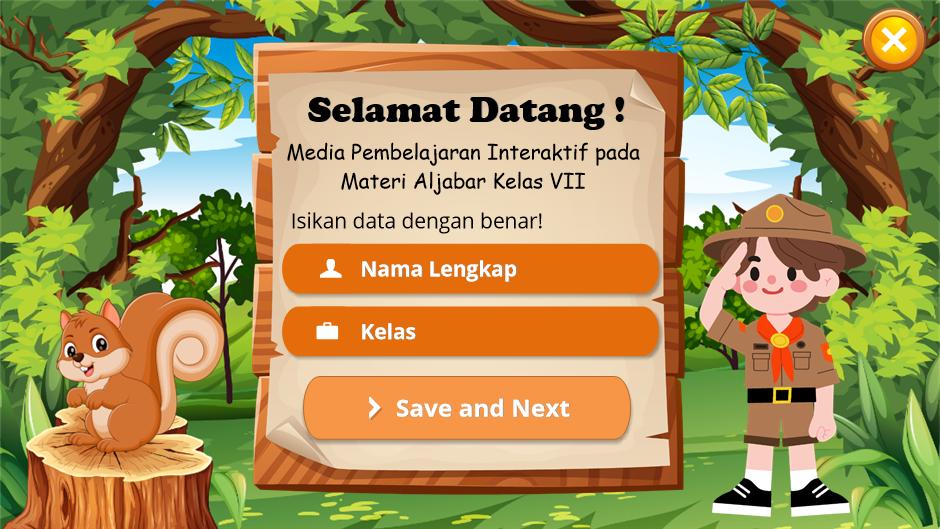 Selamat Datang !
Media Pembelajaran Interaktif pada
Materi Aljabar Kelas VII
Isikan data dengan benar!
Nama Lengkap
Kelas
Save and Next